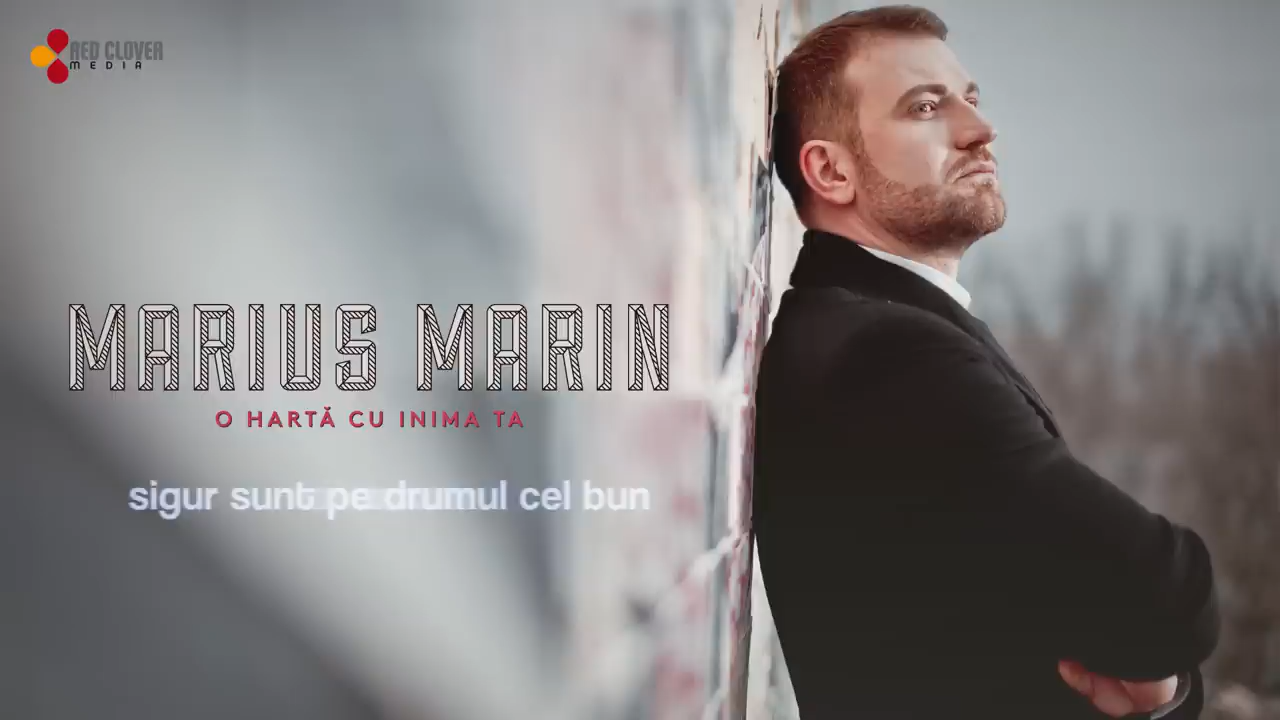 RED CLOVER
MEDIA
MARIUS MARIN
O HARTĂ CU INIMA TA
sigur sunt pe drumul cel bun